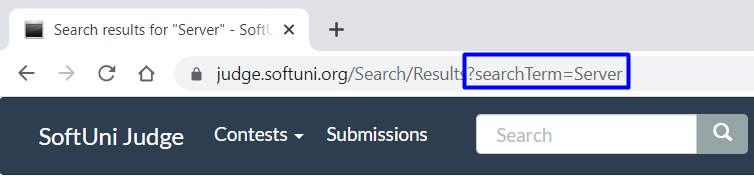 Search results for "Server" - SoftU
judge.softuni.org/Search/Results?searchTerm=Server
SoftUni Judge Contests Submissions Search